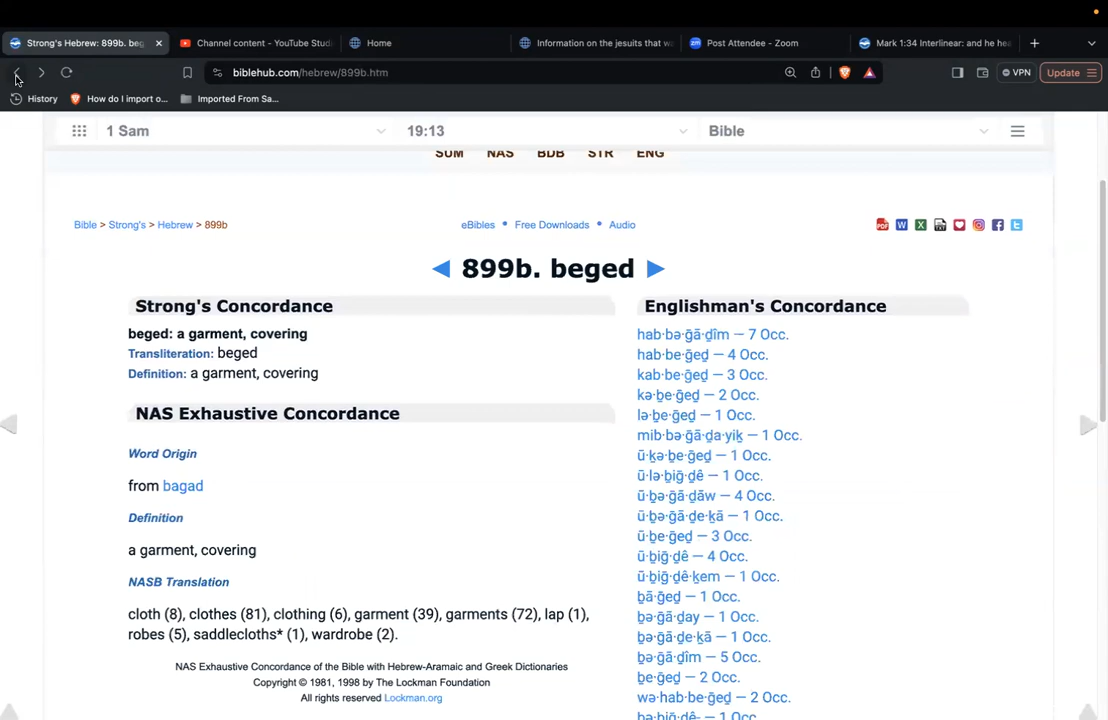 Strong's Hebrew: 899b. beg
Channel content - YouTube Studi
Home
Information on the jesuits that wa
Post Attendee - Zoom
Mark 1:34 Interlinear: and he hea
biblehub.com/hebrew/899b.htm
VPN
Update
History
How do I import o...
Imported From Sa...
1 Sam
19:13
Bible
SUM NAS BDB STR ENG
Bible > Strong's > Hebrew > 899b
eBibles • Free Downloads • Audio
◄ 899b. beged ►
Strong's Concordance
beged: a garment, covering
Transliteration: beged
Definition: a garment, covering
NAS Exhaustive Concordance
Word Origin
from bagad
Definition
a garment, covering
NASB Translation
cloth (8), clothes (81), clothing (6), garment (39), garments (72), lap (1),
robes (5), saddlecloths* (1), wardrobe (2).
NAS Exhaustive Concordance of the Bible with Hebrew-Aramaic and Greek Dictionaries
Copyright © 1981, 1998 by The Lockman Foundation
All rights reserved Lockman.org
Englishman's Concordance
hab·bə·ḡā·ḏîm — 7 Occ.
hab·be·ḡeḏ — 4 Occ.
kab·be·ḡeḏ — 3 Occ.
kə·ḇe·ḡeḏ — 2 Occ.
lə·ḇe·ḡeḏ — 1 Occ.
mib·bə·ḡā·ḏa·yiḵ — 1 Occ.
ū·ḵə·ḇe·ḡeḏ — 1 Occ.
ū·lə·ḇiḡ·ḏê — 1 Occ.
ū·ḇə·ḡā·ḏāw — 4 Occ.
ū·ḇə·ḡā·ḏe·ḵā — 1 Occ.
ū·ḇe·ḡeḏ — 3 Occ.
ū·ḇiḡ·ḏê — 4 Occ.
ū·ḇiḡ·ḏê·ḵem — 1 Occ.
ḇā·ḡeḏ — 1 Occ.
ḇə·ḡā·ḏay — 1 Occ.
ḇə·ḡā·ḏe·ḵā — 1 Occ.
ḇə·ḡā·ḏîm — 5 Occ.
ḇe·ḡeḏ — 2 Occ.
wə·hab·be·ḡeḏ — 2 Occ.